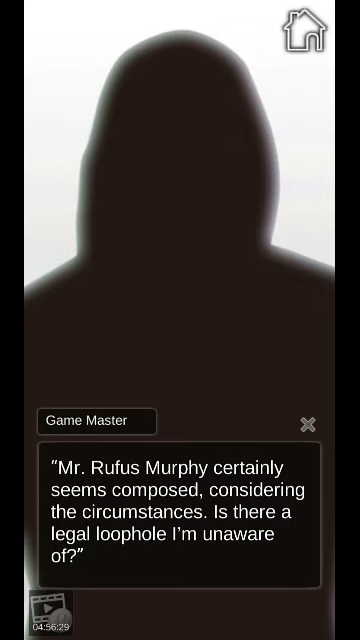 Game Master
"Mr. Rufus Murphy certainly
seems composed, considering
the circumstances. Is there a
legal loophole I'm unaware
of?"
04:56:29